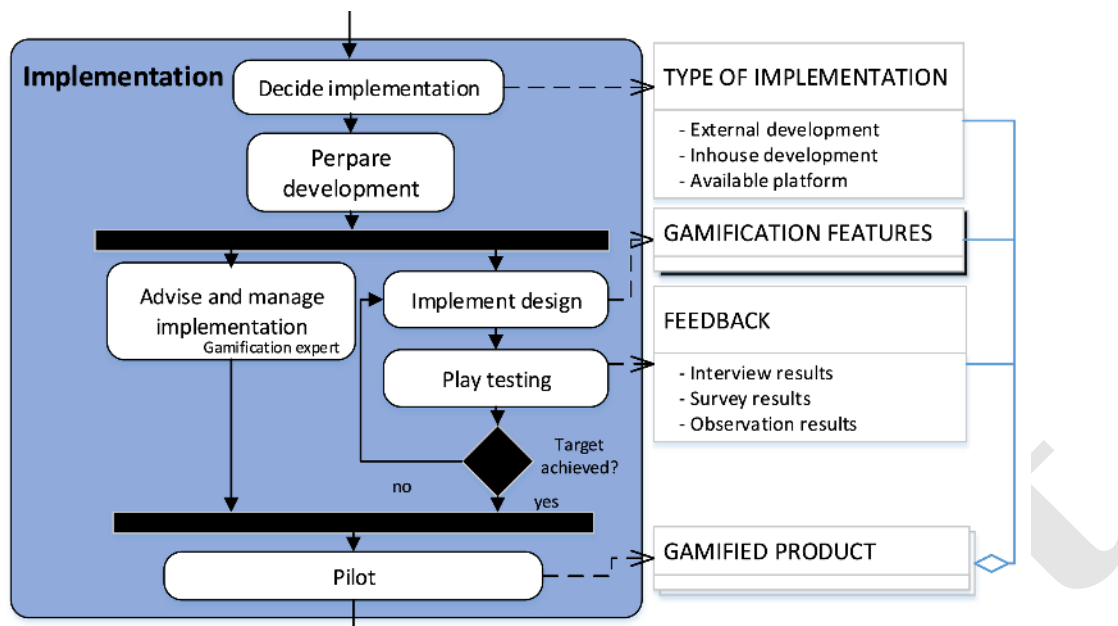 Implementation
Decide implementation
Perpare
development
Advise and manage
implementation
Gamification expert
Implement design
Play testing
Target
achieved?
no
yes
Pilot
TYPE OF IMPLEMENTATION
- External development
- Inhouse development
- Available platform
GAMIFICATION FEATURES
FEEDBACK
- Interview results
- Survey results
- Observation results
GAMIFIED PRODUCT